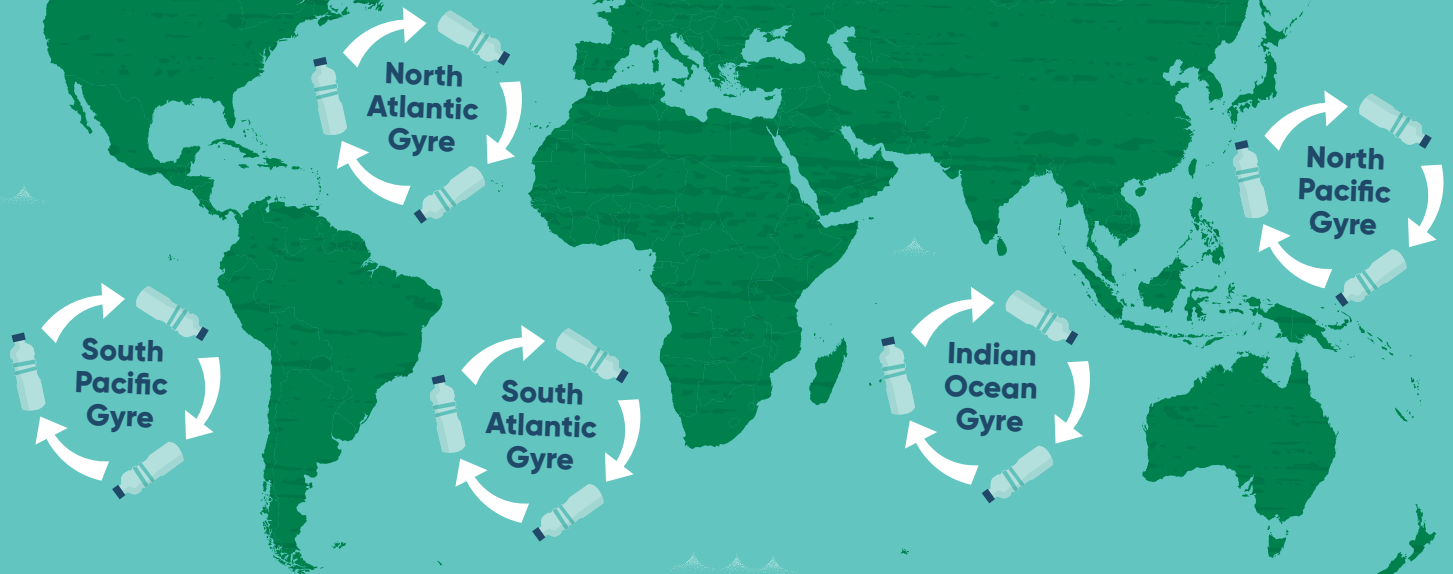 North
Atlantic
Gyre
North
Pacific
Gyre
South
Pacific
Gyre
South
Atlantic
Gyre
Indian
Ocean
Gyre